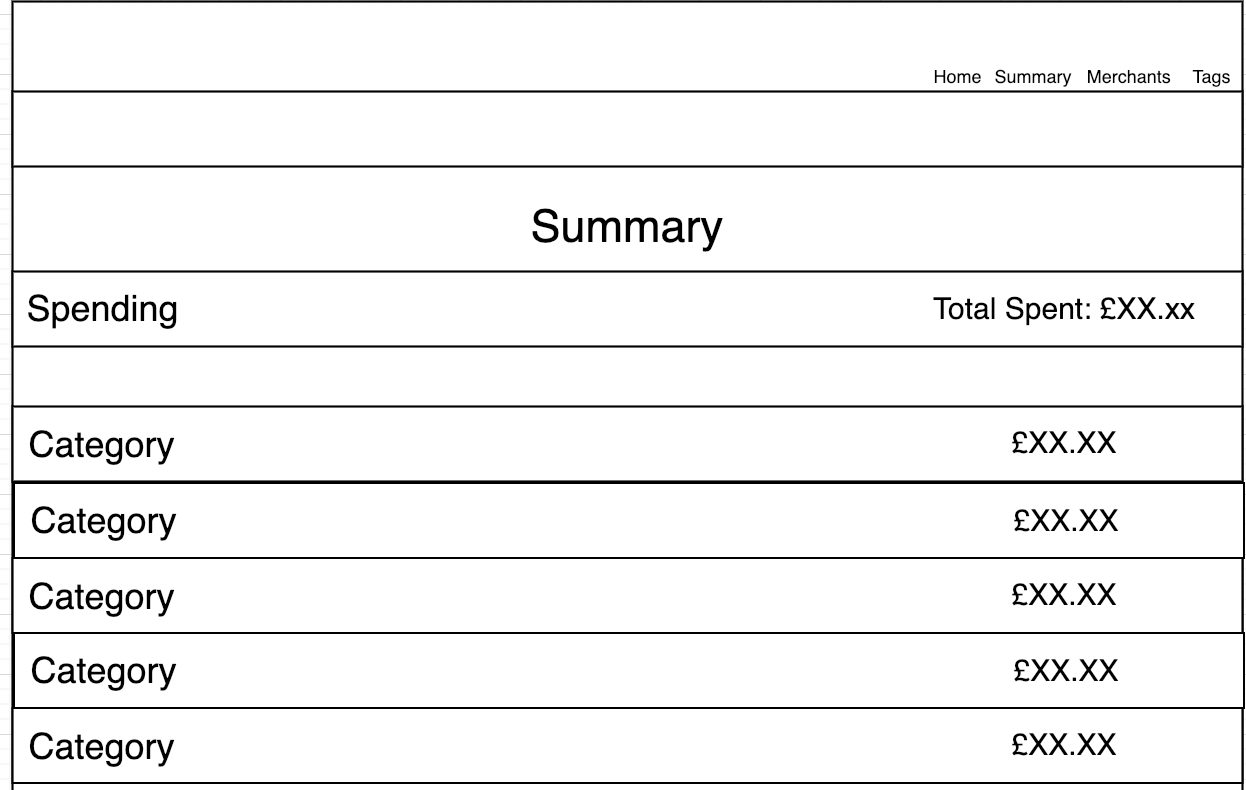 Home Summary Merchants Tags
Summary
Spending Total Spent: £XX.xx
Category £XX.XX
Category £XX.XX
Category £XX.XX
Category £XX.XX
Category £XX.XX